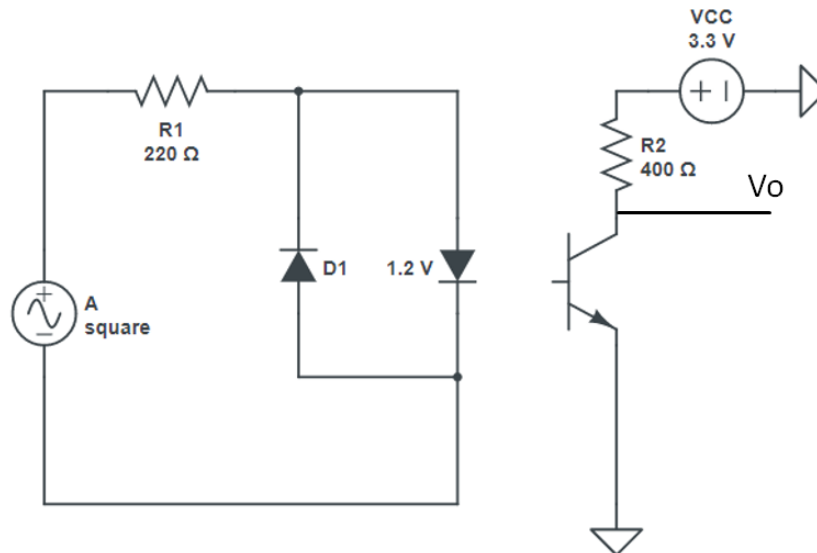 VCC
3.3 V
R1
220 Ω
R2
400 Ω
Vo
D1
1.2 V
A
square